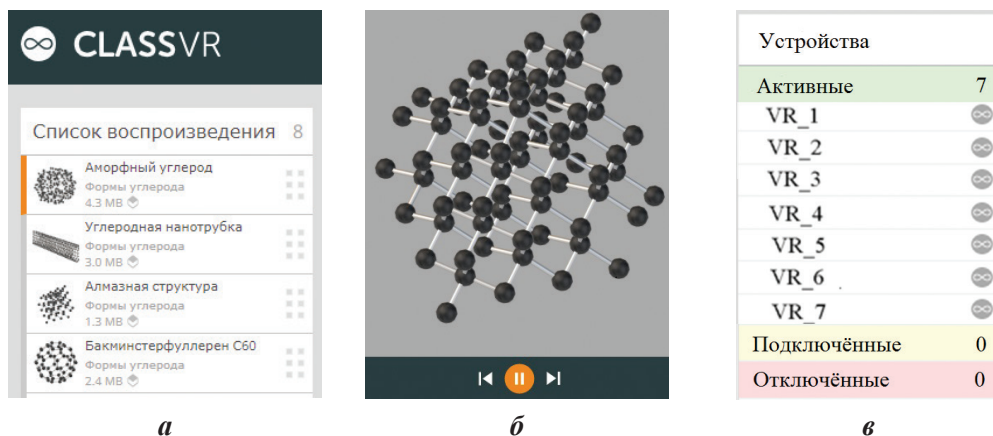 CLASSVR
Список воспроизведения 8
Аморфный углерод
Формы углерода
4.3 MB
Углеродная нанотрубка
Формы углерода
3.0 MB
Алмазная структура
Формы углерода
1.3 MB
Бакминстерфуллерен C60
Формы углерода
2.4 MB
а
б
Устройства
Активные 7
VR_1
VR_2
VR_3
VR_4
VR_5
VR_6
VR_7
Подключённые 0
Отключённые 0
в